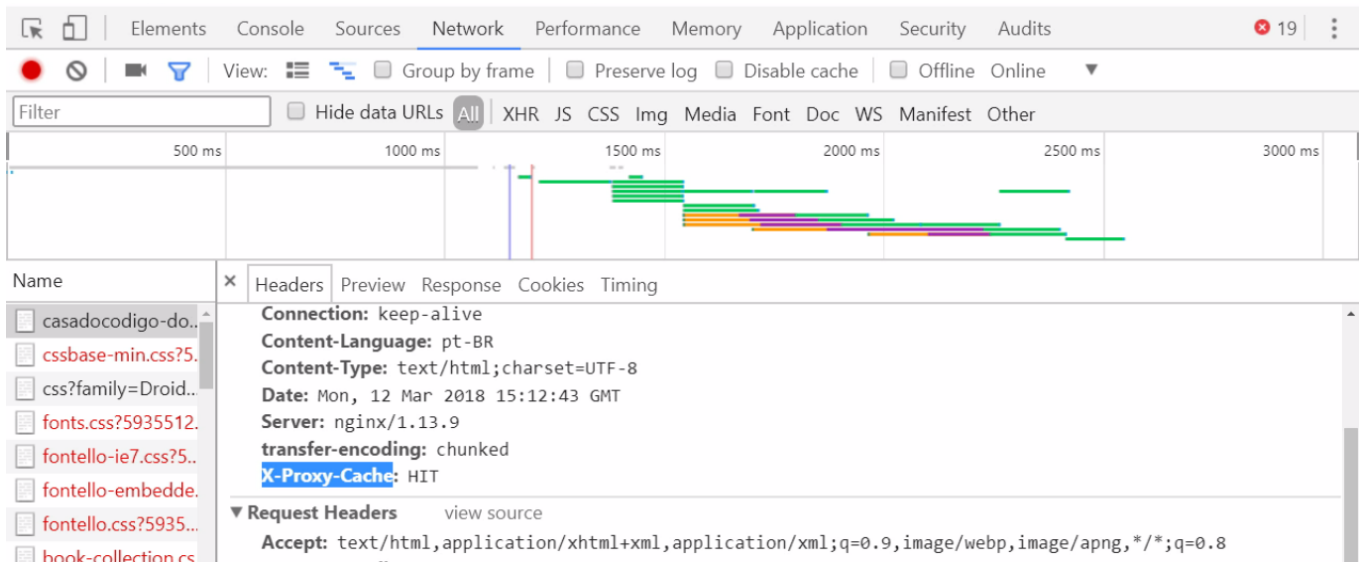 Elements Console Sources Network Performance Memory Application Security Audits 19
View: Group by frame Preserve log Disable cache Offline Online
Filter Hide data URLs All XHR JS CSS Img Media Font Doc WS Manifest Other
500 ms 1000 ms 1500 ms 2000 ms 2500 ms 3000 ms
Name × Headers Preview Response Cookies Timing
casadocodigo-do...
cssbase-min.css?5.
css?family=Droid...
fonts.css?5935512.
fontello-ie7.css?5...
fontello-embedde.
fontello.css?5935...
book-collection.cs
Connection: keep-alive
Content-Language: pt-BR
Content-Type: text/html;charset=UTF-8
Date: Mon, 12 Mar 2018 15:12:43 GMT
Server: nginx/1.13.9
transfer-encoding: chunked
X-Proxy-Cache: HIT
▼ Request Headers view source
Accept: text/html,application/xhtml+xml,application/xml;q=0.9,image/webp,image/apng,*/*;q=0.8